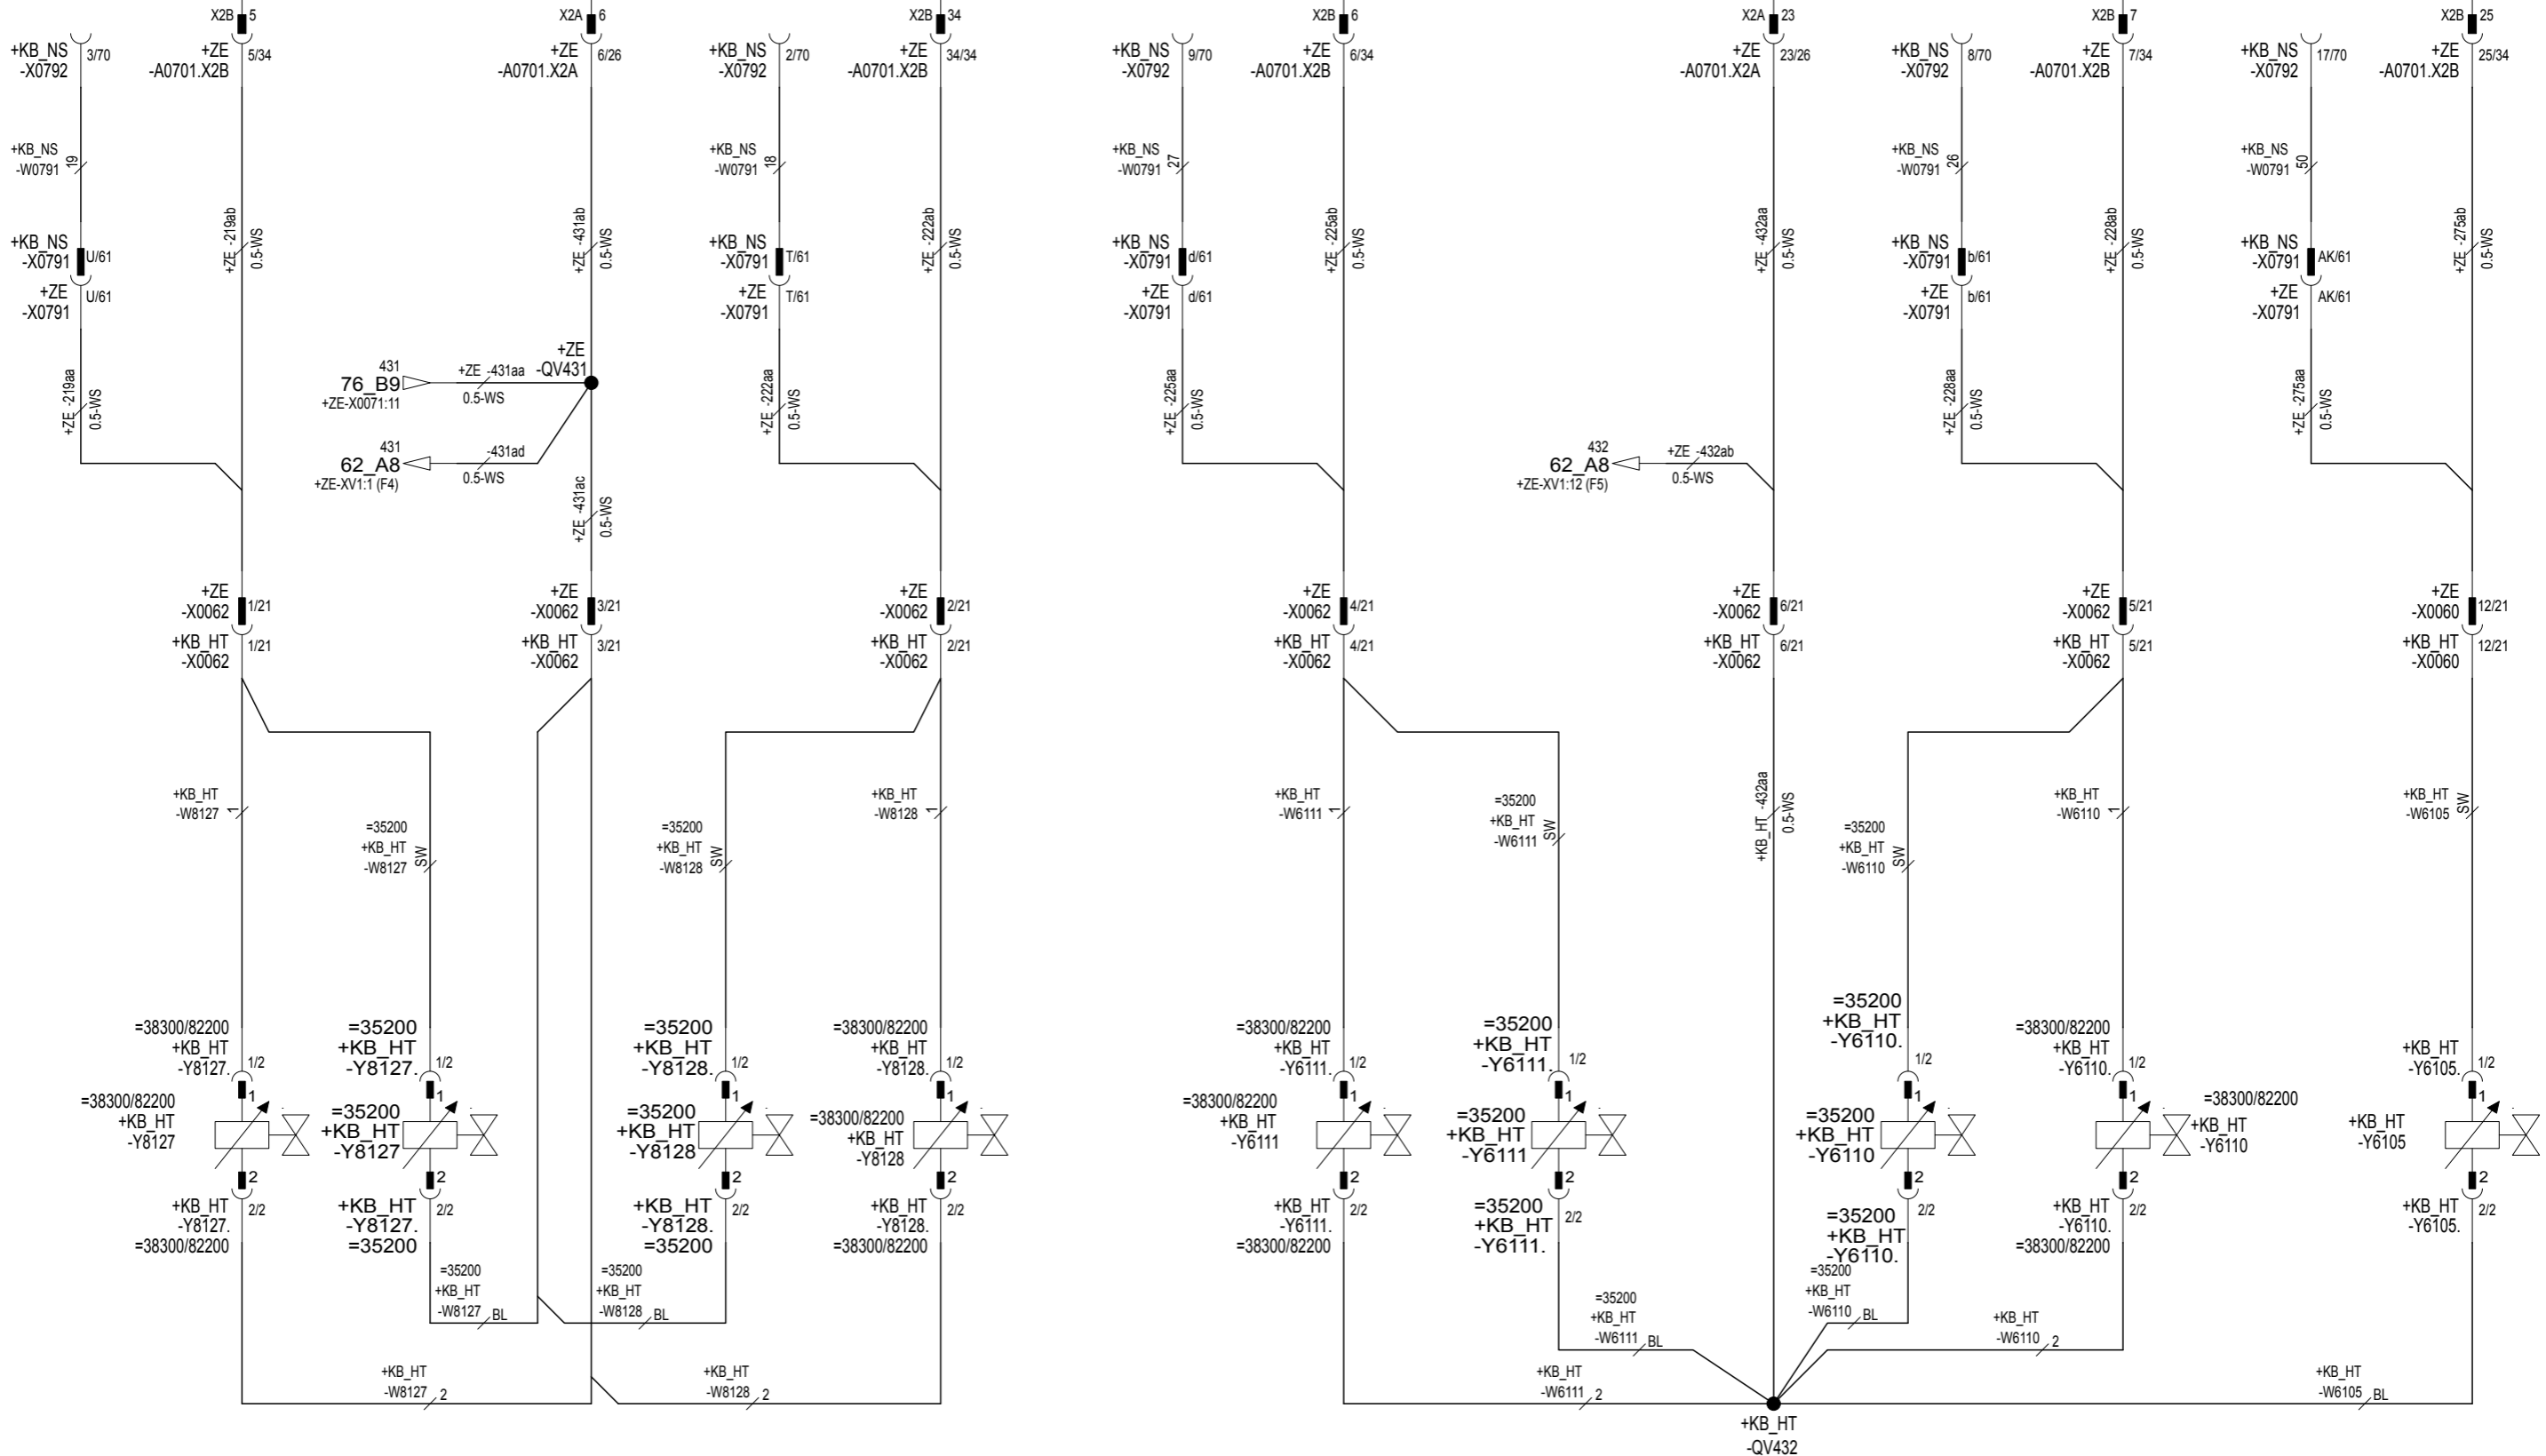 X2B 5
X2A 6
X2B 34
X2B 6
X2A 23
X2B 7
X2B 25
+KB_NS 3/70
-X0792
+ZE 5/34
-A0701.X2B
+ZE 6/26
-A0701.X2A
+KB_NS 2/70
-X0792
+ZE 34/34
-A0701.X2B
+KB_NS 9/70
-X0792
+ZE 6/34
-A0701.X2B
+ZE 23/26
-A0701.X2A
+KB_NS 8/70
-X0792
+ZE 7/34
-A0701.X2B
+KB_NS 17/70
-X0792
+ZE 25/34
-A0701.X2B
+KB_NS
-W0791 19
+KB_NS
-W0791 18
+KB_NS
-W0791 27
+KB_NS
-W0791 26
+KB_NS
-W0791 50
+ZE -219ab
0.5-WS
+ZE -431ab
0.5-WS
+ZE -222ab
0.5-WS
+ZE -225ab
0.5-WS
+ZE -432aa
0.5-WS
+ZE -228ab
0.5-WS
+ZE -275ab
0.5-WS
+KB_NS
-X0791 U/61
+ZE U/61
-X0791
+KB_NS
-X0791 T/61
+ZE T/61
-X0791
+KB_NS
-X0791 d/61
+ZE d/61
-X0791
+KB_NS
-X0791 b/61
+ZE b/61
-X0791
+KB_NS
-X0791 AK/61
+ZE AK/61
-X0791
+ZE -219aa
0.5-WS
+ZE
-QV431
431
76_B9
+ZE-X0071:11
+ZE -431aa
0.5-WS
431
62_A8
+ZE-XV1:1 (F4)
-431ad
0.5-WS
+ZE -431ac
0.5-WS
+ZE -222aa
0.5-WS
+ZE -225aa
0.5-WS
432
62_A8
+ZE-XV1:12 (F5)
+ZE -432ab
0.5-WS
+ZE -228aa
0.5-WS
+ZE -275aa
0.5-WS
+ZE
-X0062 1/21
+KB_HT 1/21
-X0062
+ZE
-X0062 3/21
+KB_HT 3/21
-X0062
+ZE
-X0062 2/21
+KB_HT 2/21
-X0062
+ZE
-X0062 4/21
+KB_HT 4/21
-X0062
+ZE
-X0062 6/21
+KB_HT 6/21
-X0062
+ZE
-X0062 5/21
+KB_HT 5/21
-X0062
+ZE
-X0060 12/21
+KB_HT 12/21
-X0060
+KB_HT
-W8127 1
=35200
+KB_HT
-W8127 SW
=35200
+KB_HT
-W8128 SW
+KB_HT
-W8128 1
+KB_HT
-W6111 1
=35200
+KB_HT
-W6111 SW
+KB_HT -432aa
0.5-WS
=35200
+KB_HT
-W6110 SW
+KB_HT
-W6110 1
+KB_HT
-W6105 SW
=38300/82200
+KB_HT
-Y8127. 1/2
1
=38300/82200
+KB_HT
-Y8127
2
+KB_HT 2/2
-Y8127.
=38300/82200
=35200
+KB_HT
-Y8127. 1/2
1
=35200
+KB_HT
-Y8127
2
+KB_HT 2/2
-Y8127.
=35200
=35200
+KB_HT
-Y8128. 1/2
1
=35200
+KB_HT
-Y8128
2
+KB_HT 2/2
-Y8128.
=35200
=38300/82200
+KB_HT
-Y8128. 1/2
1
=38300/82200
+KB_HT
-Y8128
2
+KB_HT 2/2
-Y8128.
=38300/82200
=38300/82200
+KB_HT
-Y6111. 1/2
1
=38300/82200
+KB_HT
-Y6111
2
+KB_HT 2/2
-Y6111.
=38300/82200
=35200
+KB_HT
-Y6111. 1/2
1
=35200
+KB_HT
-Y6111
2
=35200
+KB_HT 2/2
-Y6111.
=35200
+KB_HT
-Y6110.
1/2
1
=35200
+KB_HT
-Y6110
2
2/2
=35200
+KB_HT
-Y6110.
=38300/82200
+KB_HT
-Y6110. 1/2
1
=38300/82200
+KB_HT
-Y6110
2
+KB_HT 2/2
-Y6110.
=38300/82200
+KB_HT
-Y6105. 1/2
1
+KB_HT
-Y6105
2
+KB_HT 2/2
-Y6105.
=35200
+KB_HT
-W8127 BL
=35200
+KB_HT
-W8128 BL
=35200
+KB_HT
-W6111 BL
=35200
+KB_HT
-W6110 BL
+KB_HT
-W6110 2
+KB_HT
-W8127 2
+KB_HT
-W8128 2
+KB_HT
-W6111 2
+KB_HT
-W6105 BL
+KB_HT
-QV432